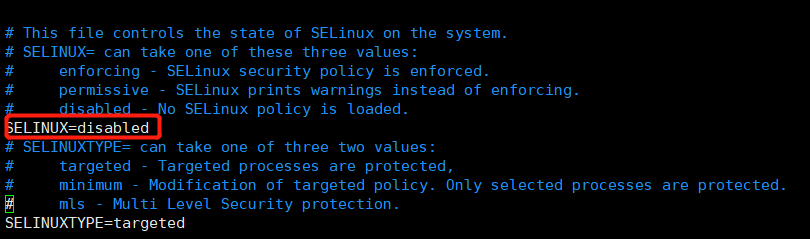 # This file controls the state of SELinux on the system.
# SELINUX= can take one of these three values:
#     enforcing - SELinux security policy is enforced.
#     permissive - SELinux prints warnings instead of enforcing.
#     disabled - No SELinux policy is loaded.
SELINUX=disabled
# SELINUXTYPE= can take one of three two values:
#     targeted - Targeted processes are protected,
#     minimum - Modification of targeted policy. Only selected processes are protected.
#     mls - Multi Level Security protection.
SELINUXTYPE=targeted